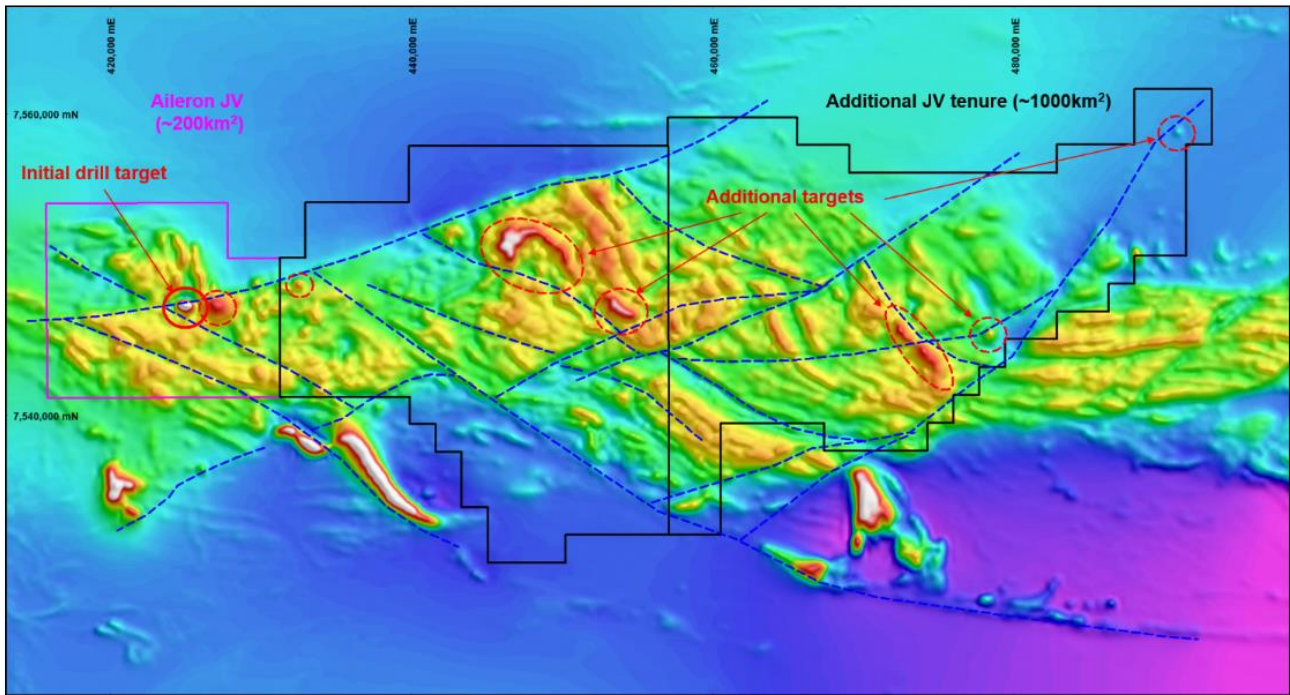 420,000 mE
440,000 mE
460,000 mE
480,000 mE
7,560,000 mN
Aileron JV
(~200km²)
Additional JV tenure (~1000km²)
Initial drill target
Additional targets
7,540,000 mN